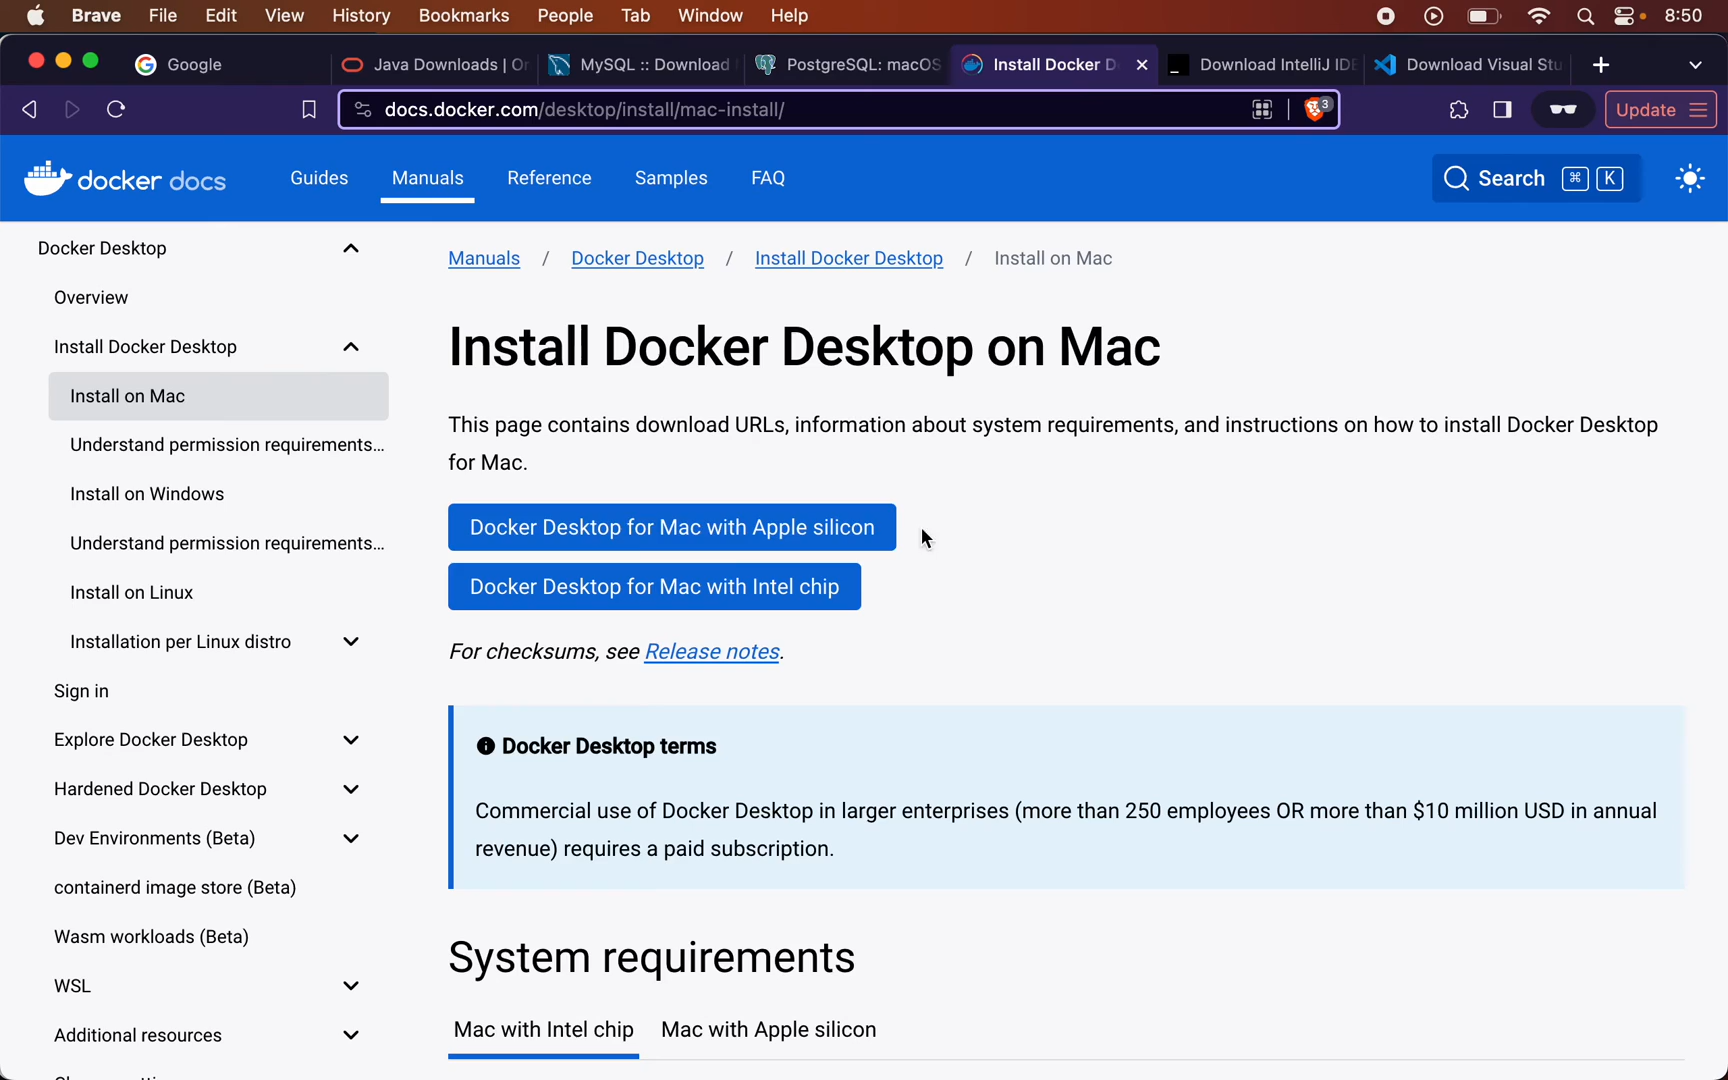 Brave File Edit View History Bookmarks People Tab Window Help 8:50
Google Java Downloads | Or MySQL :: Download PostgreSQL: macOS Install Docker D Download IntelliJ IDE Download Visual Stu
docs.docker.com/desktop/install/mac-install/ 3 Update
docker docs Guides Manuals Reference Samples FAQ Search ⌘ K
Docker Desktop
Overview
Install Docker Desktop
Install on Mac
Understand permission requirements...
Install on Windows
Understand permission requirements...
Install on Linux
Installation per Linux distro
Sign in
Explore Docker Desktop
Hardened Docker Desktop
Dev Environments (Beta)
containerd image store (Beta)
Wasm workloads (Beta)
WSL
Additional resources
Manuals / Docker Desktop / Install Docker Desktop / Install on Mac
Install Docker Desktop on Mac
This page contains download URLs, information about system requirements, and instructions on how to install Docker Desktop
for Mac.
Docker Desktop for Mac with Apple silicon
Docker Desktop for Mac with Intel chip
For checksums, see Release notes.
Docker Desktop terms
Commercial use of Docker Desktop in larger enterprises (more than 250 employees OR more than $10 million USD in annual
revenue) requires a paid subscription.
System requirements
Mac with Intel chip Mac with Apple silicon